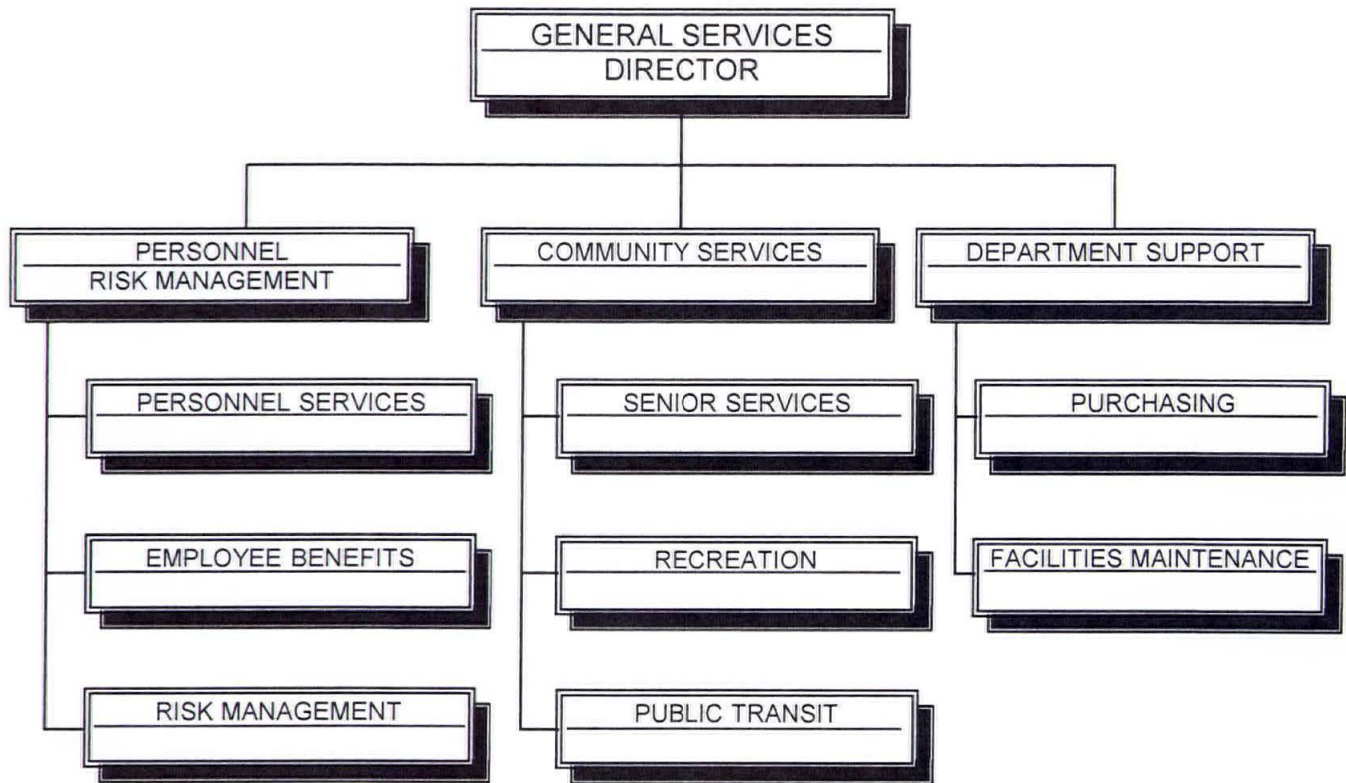 GENERAL SERVICES
DIRECTOR
PERSONNEL
RISK MANAGEMENT
COMMUNITY SERVICES
DEPARTMENT SUPPORT
PERSONNEL SERVICES
SENIOR SERVICES
PURCHASING
EMPLOYEE BENEFITS
RECREATION
FACILITIES MAINTENANCE
RISK MANAGEMENT
PUBLIC TRANSIT